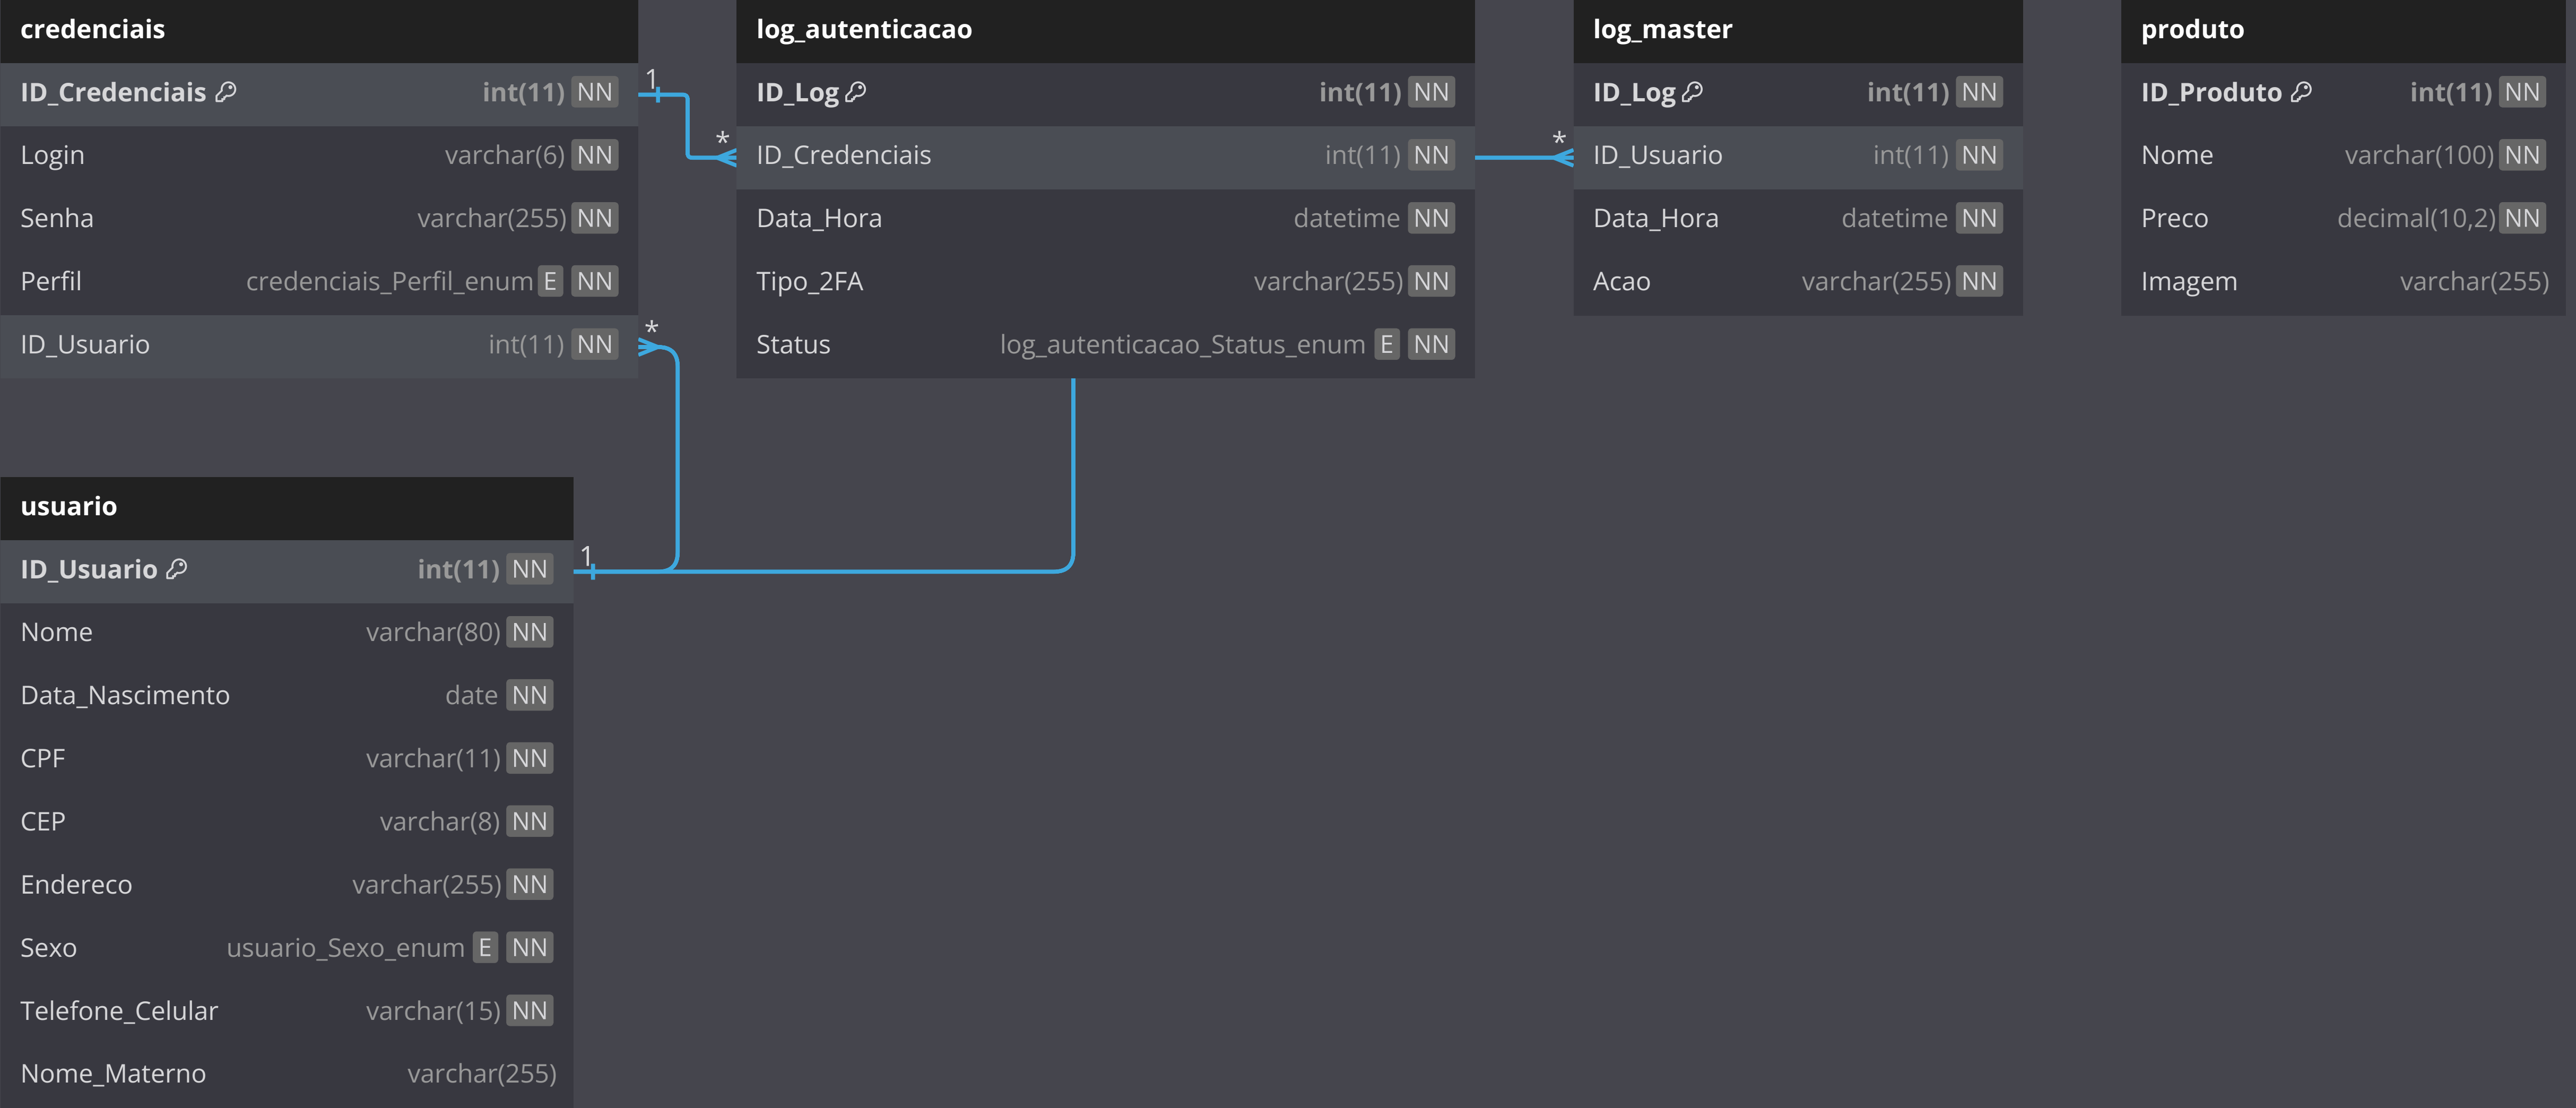 credenciais
ID_Credenciais int(11) NN
Login varchar(6) NN
Senha varchar(255) NN
Perfil credenciais_Perfil_enum E NN
ID_Usuario int(11) NN
1
*
*
log_autenticacao
ID_Log int(11) NN
ID_Credenciais int(11) NN
Data_Hora datetime NN
Tipo_2FA varchar(255) NN
Status log_autenticacao_Status_enum E NN
*
log_master
ID_Log int(11) NN
ID_Usuario int(11) NN
Data_Hora datetime NN
Acao varchar(255) NN
produto
ID_Produto int(11) NN
Nome varchar(100) NN
Preco decimal(10,2) NN
Imagem varchar(255)
usuario
ID_Usuario int(11) NN
1
Nome varchar(80) NN
Data_Nascimento date NN
CPF varchar(11) NN
CEP varchar(8) NN
Endereco varchar(255) NN
Sexo usuario_Sexo_enum E NN
Telefone_Celular varchar(15) NN
Nome_Materno varchar(255)